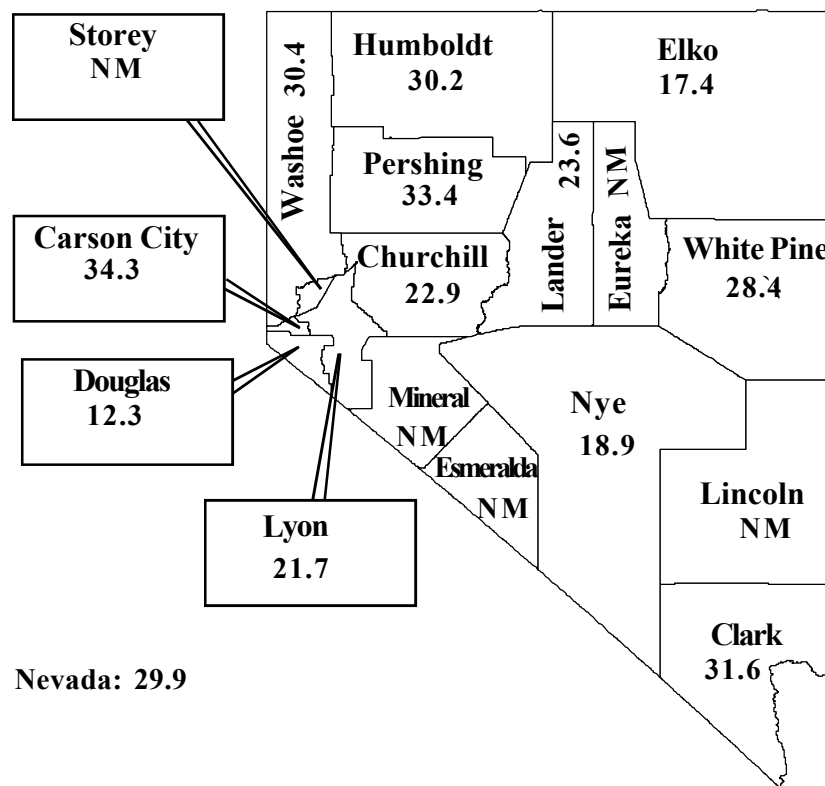 Storey
NM
Washoe 30.4
Humboldt
30.2
Elko
17.4
Pershing
33.4
Lander 23.6
Eureka NM
Carson City
34.3
Churchill
22.9
White Pine
28.4
Douglas
12.3
Mineral
NM
Nye
18.9
Esmeralda
NM
Lincoln
NM
Lyon
21.7
Clark
31.6
Nevada: 29.9